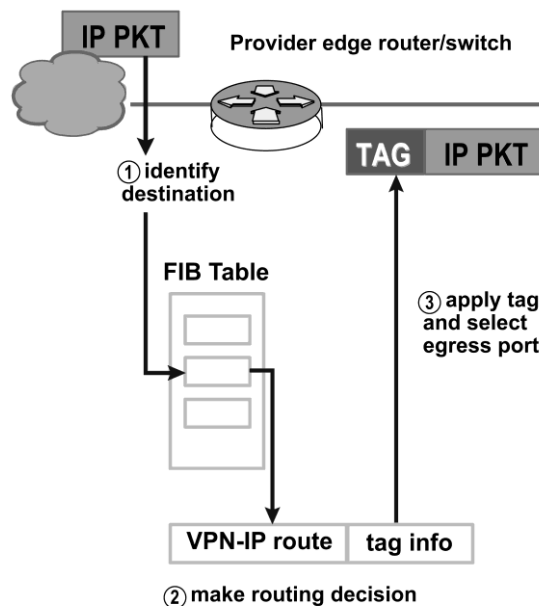 IP PKT
Provider edge router/switch
TAG IP PKT
① identify
destination
FIB Table
③ apply tag
and select
egress port
VPN-IP route tag info
② make routing decision